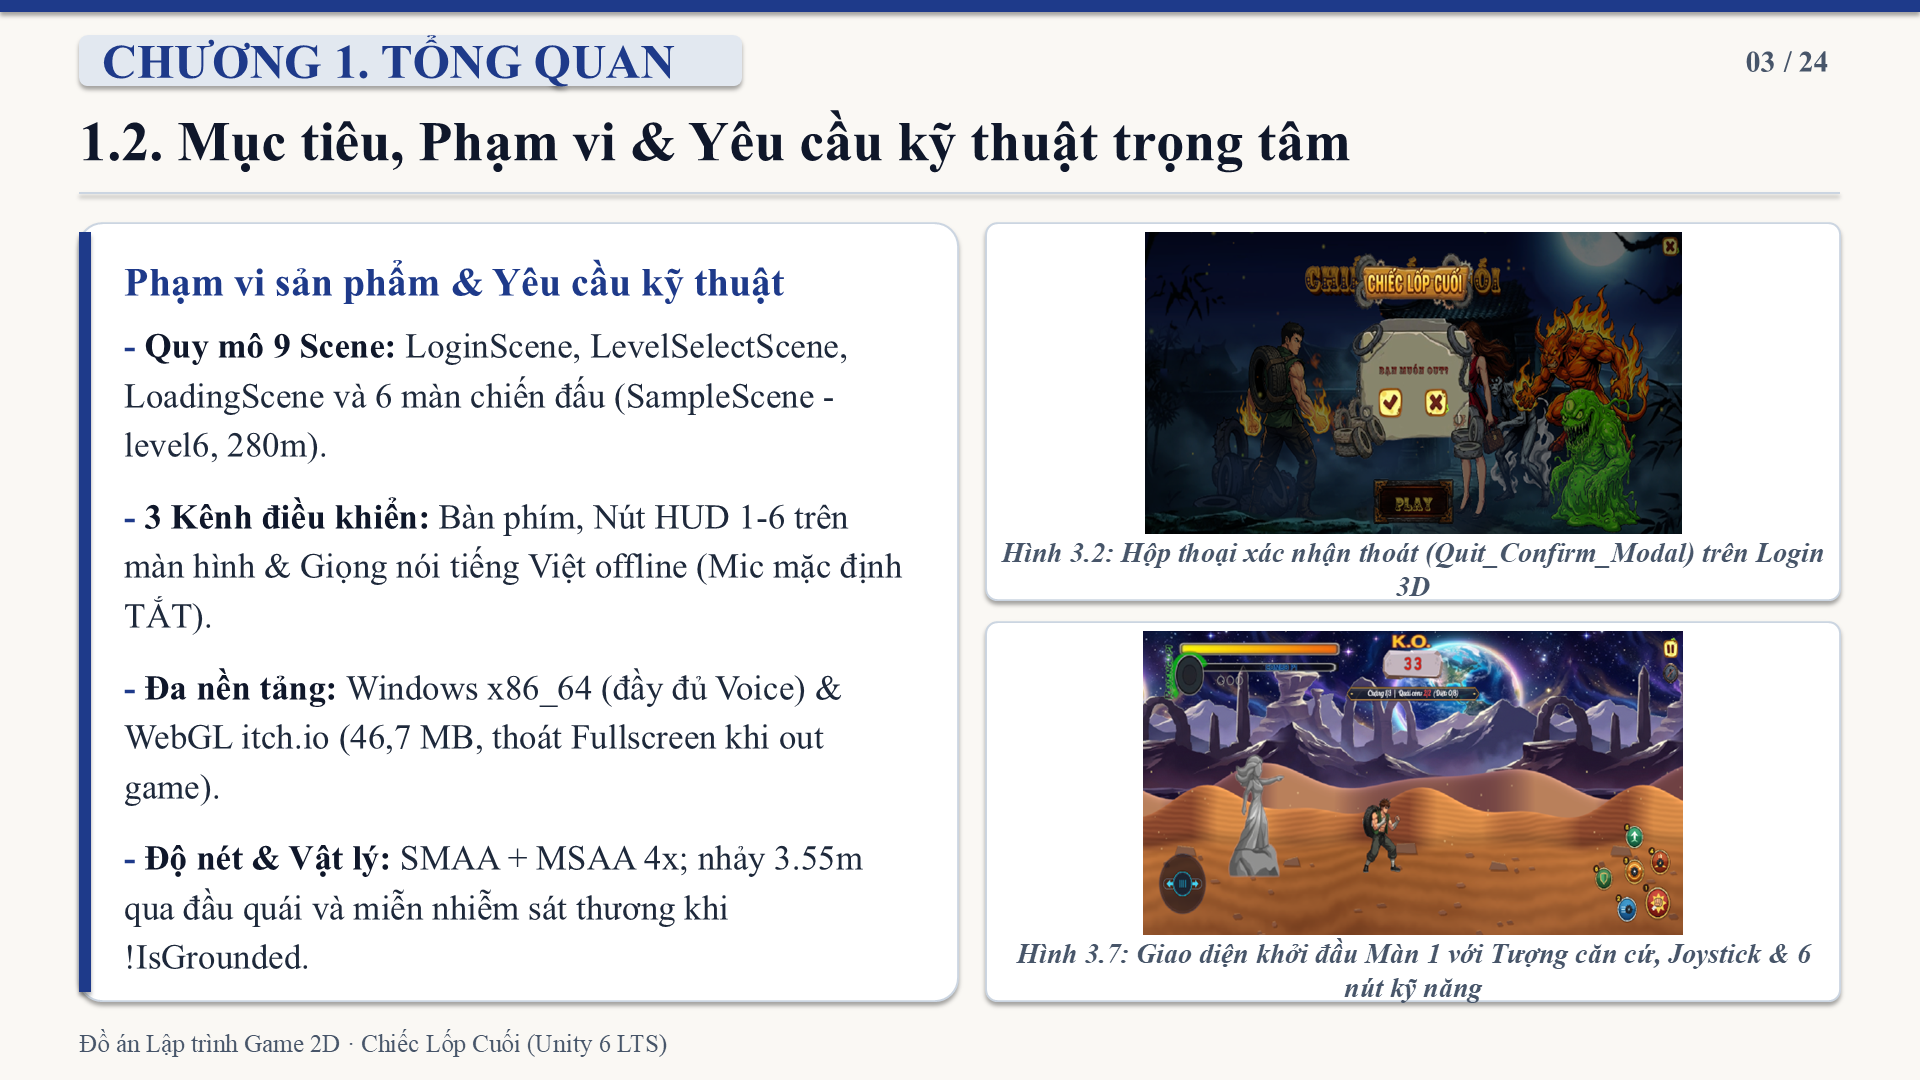 CHƯƠNG 1. TỔNG QUAN
03 / 24
1.2. Mục tiêu, Phạm vi & Yêu cầu kỹ thuật trọng tâm
Phạm vi sản phẩm & Yêu cầu kỹ thuật
- Quy mô 9 Scene: LoginScene, LevelSelectScene,
LoadingScene và 6 màn chiến đấu (SampleScene -
level6, 280m).
- 3 Kênh điều khiển: Bàn phím, Nút HUD 1-6 trên
màn hình & Giọng nói tiếng Việt offline (Mic mặc định
TẮT).
- Đa nền tảng: Windows x86_64 (đầy đủ Voice) &
WebGL itch.io (46,7 MB, thoát Fullscreen khi out
game).
- Độ nét & Vật lý: SMAA + MSAA 4x; nhảy 3.55m
qua đầu quái và miễn nhiễm sát thương khi
!IsGrounded.
CHIẾC LỐP CUỐI
BẠN MUỐN OUT?
PLAY
Hình 3.2: Hộp thoại xác nhận thoát (Quit_Confirm_Modal) trên Login
3D
K.O.
33
Hình 3.7: Giao diện khởi đầu Màn 1 với Tượng căn cứ, Joystick & 6
nút kỹ năng
Đồ án Lập trình Game 2D · Chiếc Lốp Cuối (Unity 6 LTS)